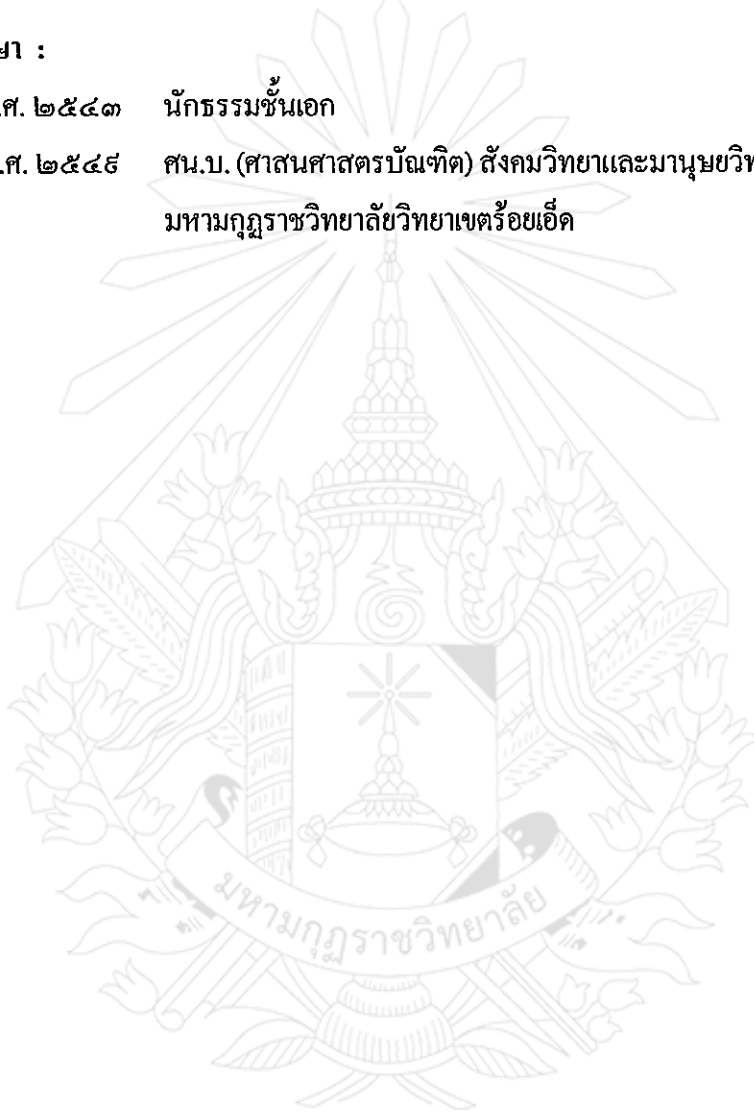 ษา :
.ศ. ๒๕๔๓ นักธรรมชั้นเอก
.ศ. ๒๕๔๙ ศน.บ. (ศาสนศาสตรบัณฑิต) สังคมวิทยาและมานุษยวิท
มหามกุฏราชวิทยาลัยวิทยาเขตร้อยเอ็ด
มหามกุฏราชวิทยาลัย